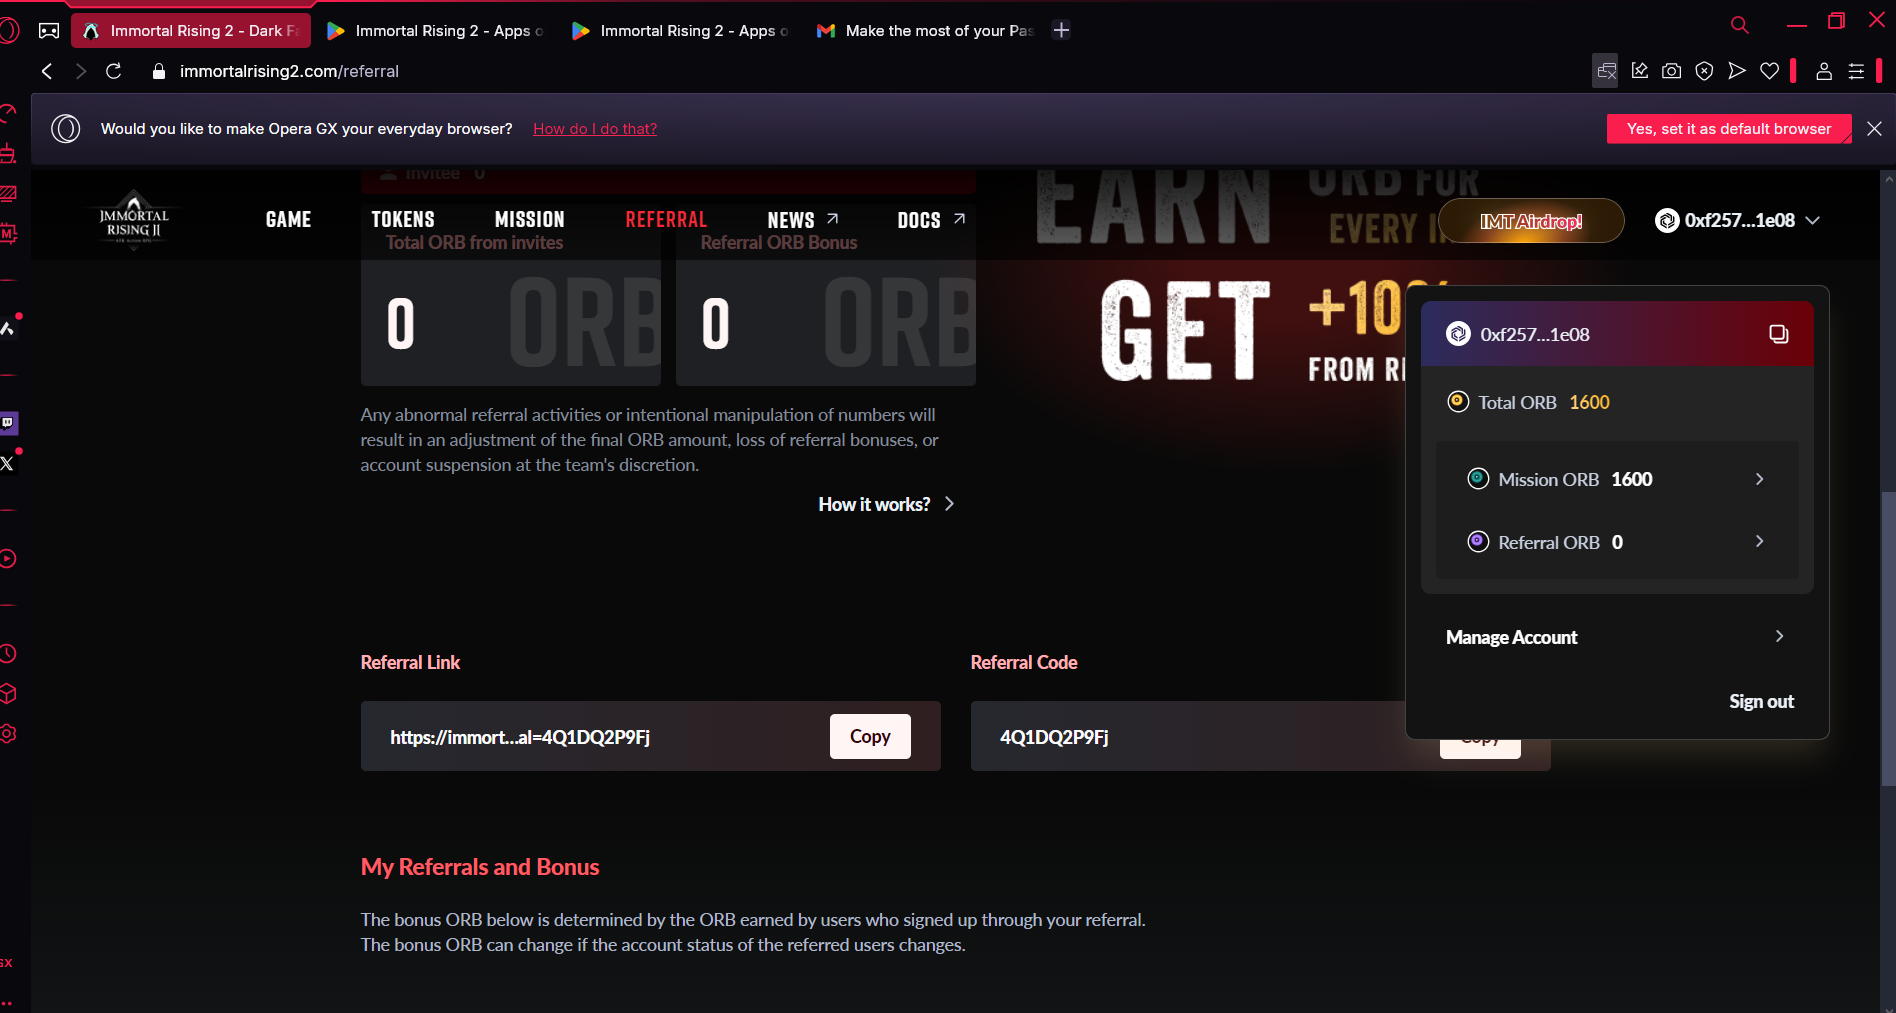 Immortal Rising 2 - Dark Fa
Immortal Rising 2 - Apps o
Immortal Rising 2 - Apps o
Make the most of your Pas
immortalrising2.com/referral
Would you like to make Opera GX your everyday browser?
How do I do that?
Yes, set it as default browser
Invitee 0
EARN
ORB FOR
EVERY IN
IMMORTAL
RISING II
GAME
TOKENS
MISSION
REFERRAL
NEWS
DOCS
IMT Airdrop!
0xf257...1e08
Total ORB from invites
Referral ORB Bonus
0
ORB
0
ORB
GET
+10%
FROM RE
0xf257...1e08
Total ORB 1600
Mission ORB 1600
Referral ORB 0
Manage Account
Sign out
Any abnormal referral activities or intentional manipulation of numbers will
result in an adjustment of the final ORB amount, loss of referral bonuses, or
account suspension at the team's discretion.
How it works?
Referral Link
Referral Code
https://immort...al=4Q1DQ2P9Fj
Copy
4Q1DQ2P9Fj
Copy
My Referrals and Bonus
The bonus ORB below is determined by the ORB earned by users who signed up through your referral.
The bonus ORB can change if the account status of the referred users changes.
GX